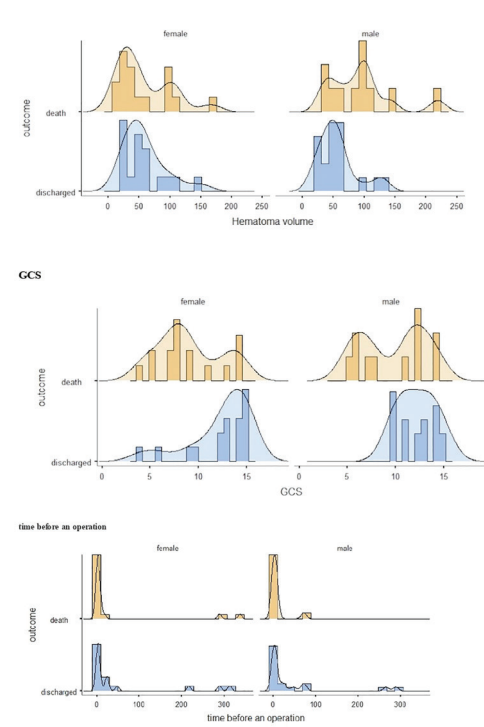 female male
death
outcome
discharged
0 50 100 150 200 250 0 50 100 150 200 250
Hematoma volume
GCS
female male
death
outcome
discharged
0 5 10 15 0 5 10 15
GCS
time before an operation
female male
death
outcome
discharged
0 100 200 300 0 100 200 300
time before an operation